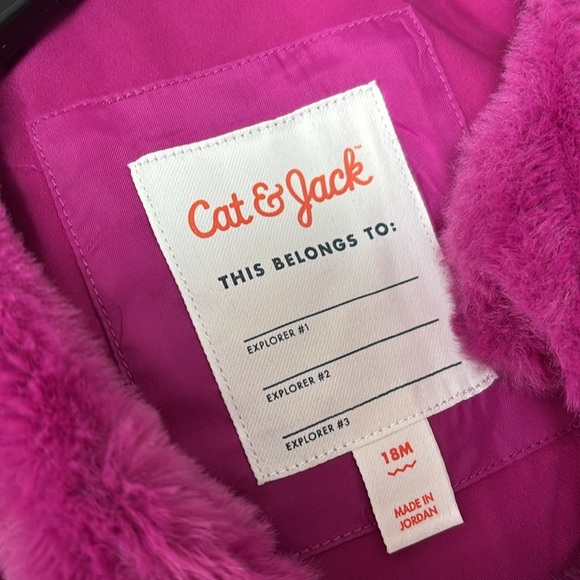 Cat & Jack™
THIS BELONGS TO:
EXPLORER #1
EXPLORER #2
EXPLORER #3
18M
MADE IN
JORDAN